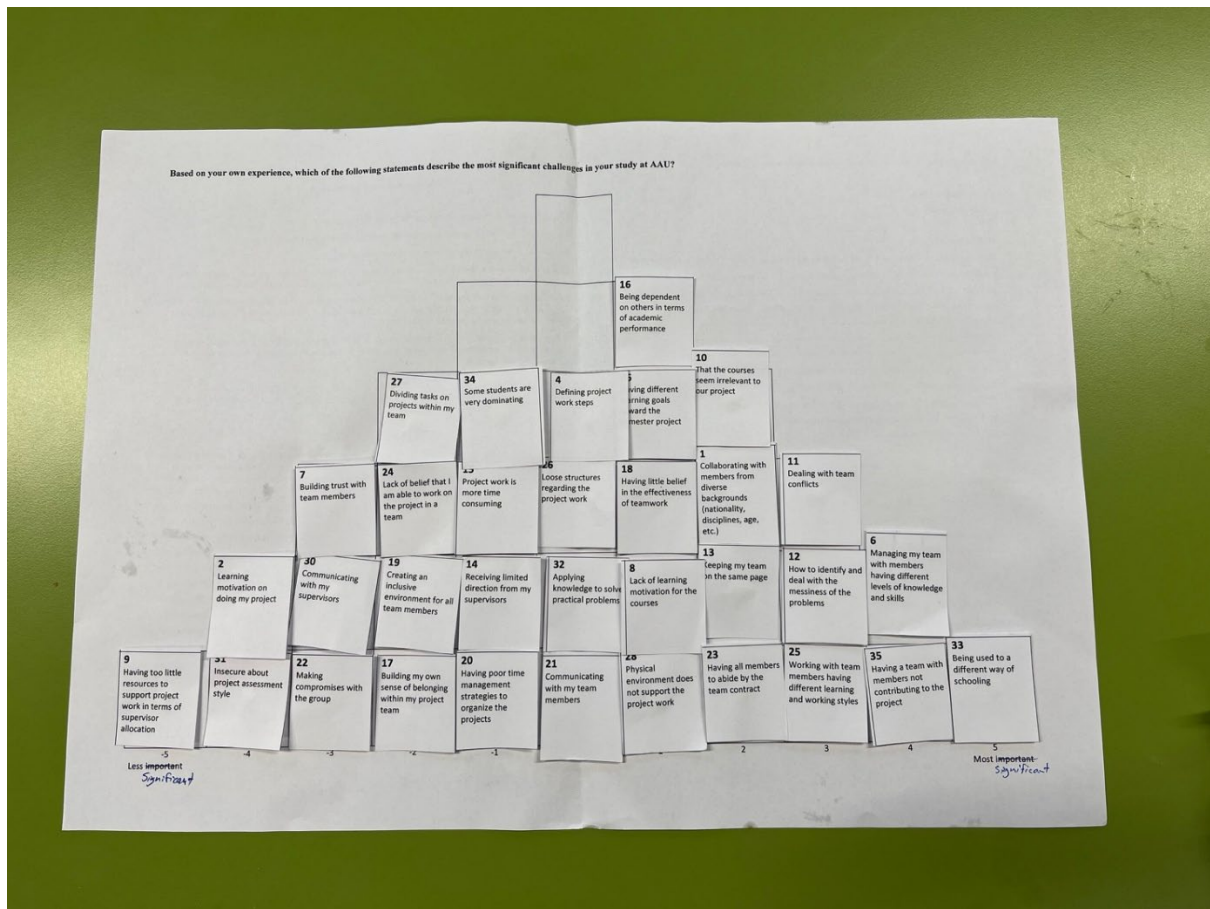 Based on your own experience, which of the following statements describe the most significant challenges in your study at AAU?
16
Being dependent
on others in terms
of academic
performance
10
That the courses
seem irrelevant to
our project
27
Dividing tasks on
projects within my
team
34
Some students are
very dominating
4
Defining project
work steps
different
goals
the
project
7
Building trust with
team members
24
Lack of belief that I
am able to work on
the project in a
team
Project work is
more time
consuming
26
Loose structures
regarding the
project work
18
Having little belief
in the effectiveness
of teamwork
1
Collaborating with
members from
diverse
backgrounds
(nationality,
disciplines, age,
etc.)
11
Dealing with team
conflicts
2
Learning
motivation on
doing my project
30
Communicating
with my
supervisors
19
Creating an
inclusive
environment for all
team members
14
Receiving limited
direction from my
supervisors
32
Applying
knowledge to solve
practical problems
8
Lack of learning
motivation for the
courses
13
Keeping my team
on the same page
12
How to identify and
deal with the
messiness of the
problems
6
Managing my team
with members
having different
levels of knowledge
and skills
9
Having too little
resources to
support project
work in terms of
supervisor
allocation
31
Insecure about
project assessment
style
22
Making
compromises with
the group
17
Building my own
sense of belonging
within my project
team
20
Having poor time
management
strategies to
organize the
projects
21
Communicating
with my team
members
28
Physical
environment does
not support the
project work
23
Having all members
to abide by the
team contract
25
Working with team
members having
different learning
and working styles
35
Having a team with
members not
contributing to the
project
33
Being used to a
different way of
schooling
-5 -4 -3 -2 -1 2 3 4 5
Less important
Significant
Most important
Significant